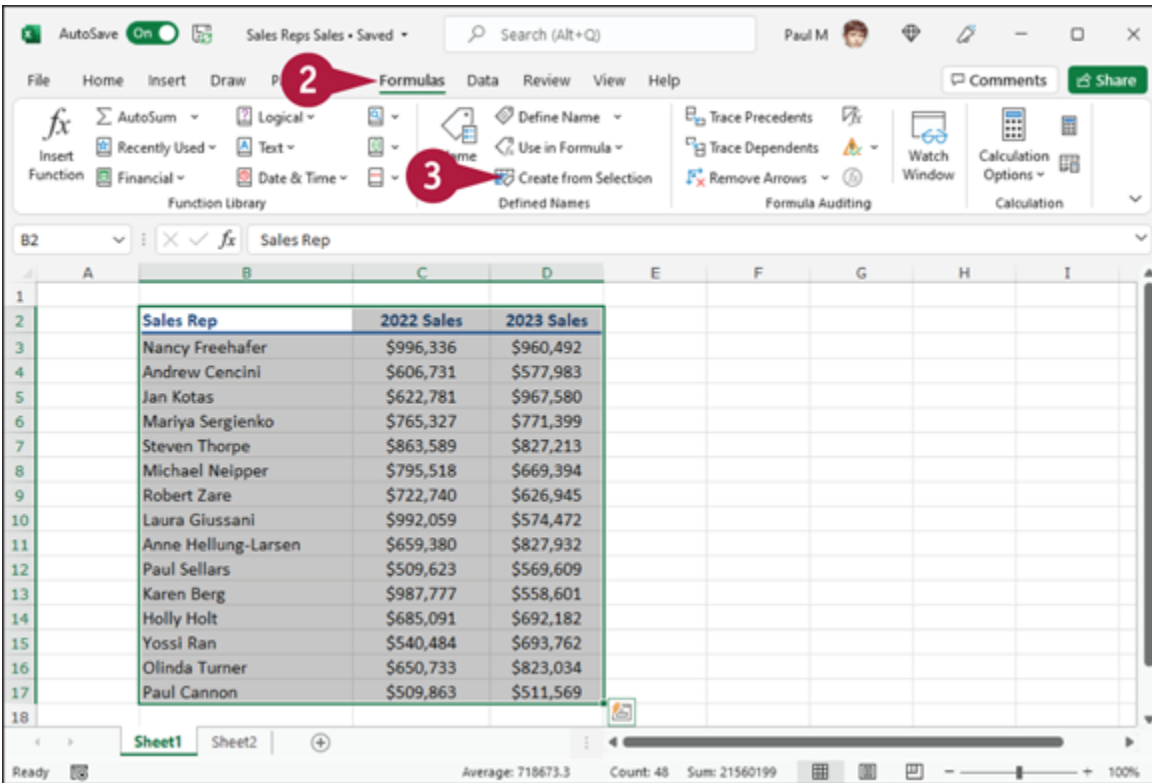 AutoSave On Sales Reps Sales • Saved Search (Alt+Q) Paul M
File Home Insert Draw P 2 Formulas Data Review View Help Comments Share
fx Insert Function
AutoSum
Recently Used
Financial
Logical
Text
Date & Time
Function Library
Define Name
Use in Formula
3 Create from Selection
Defined Names
Trace Precedents
Trace Dependents
Remove Arrows
Formula Auditing
fx
Watch Window
Calculation Options
Calculation
B2 fx Sales Rep
A B C D E F G H I
1
2 Sales Rep 2022 Sales 2023 Sales
3 Nancy Freehafer $996,336 $960,492
4 Andrew Cencini $606,731 $577,983
5 Jan Kotas $622,781 $967,580
6 Mariya Sergienko $765,327 $771,399
7 Steven Thorpe $863,589 $827,213
8 Michael Neipper $795,518 $669,394
9 Robert Zare $722,740 $626,945
10 Laura Giussani $992,059 $574,472
11 Anne Hellung-Larsen $659,380 $827,932
12 Paul Sellars $509,623 $569,609
13 Karen Berg $987,777 $558,601
14 Holly Holt $685,091 $692,182
15 Yossi Ran $540,484 $693,762
16 Olinda Turner $650,733 $823,034
17 Paul Cannon $509,863 $511,569
18
Sheet1 Sheet2
Ready Average: 718673.3 Count: 48 Sum: 21560199 100%